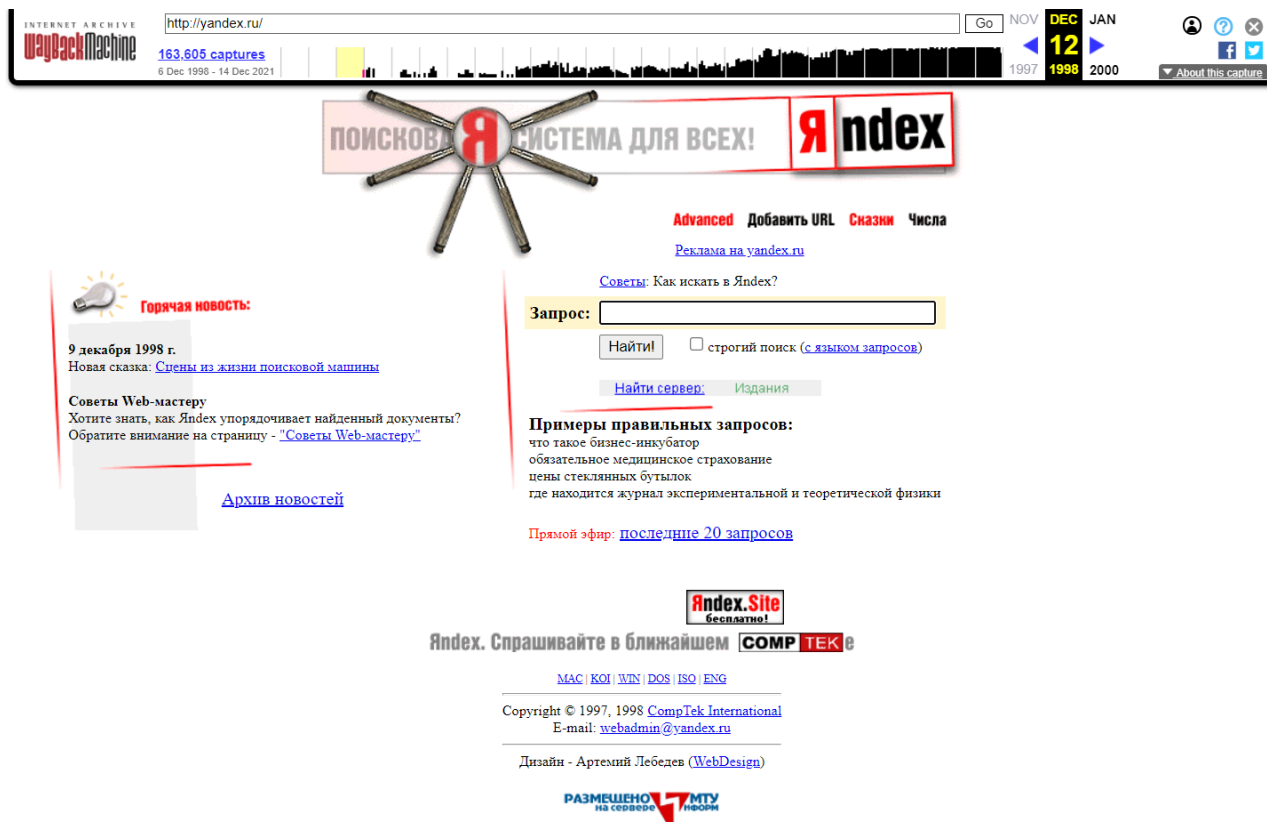 INTERNET ARCHIVE
WayBackMachine
http://yandex.ru/
Go
163,605 captures
6 Dec 1998 - 14 Dec 2021
NOV DEC JAN
12
1997 1998 2000
About this capture
ПОИСКОВАЯ СИСТЕМА ДЛЯ ВСЕХ!
Яndex
Advanced Добавить URL Сказки Числа
Реклама на yandex.ru
Горячая новость:
9 декабря 1998 г.
Новая сказка: Сцены из жизни поисковой машины
Советы Web-мастеру
Хотите знать, как Яndex упорядочивает найденный документы?
Обратите внимание на страницу - "Советы Web-мастеру"
Архив новостей
Советы: Как искать в Яndex?
Запрос:
Найти!
строгий поиск (с языком запросов)
Найти сервер: Издания
Примеры правильных запросов:
что такое бизнес-инкубатор
обязательное медицинское страхование
цены стеклянных бутылок
где находится журнал экспериментальной и теоретической физики
Прямой эфир: последние 20 запросов
Яndex.Site
бесплатно!
Яndex. Спрашивайте в ближайшем COMPTEKе
MAC | KOI | WIN | DOS | ISO | ENG
Copyright © 1997, 1998 CompTek International
E-mail: webadmin@yandex.ru
Дизайн - Артемий Лебедев (WebDesign)
РАЗМЕЩЕНО МТУ
на сервере Информ